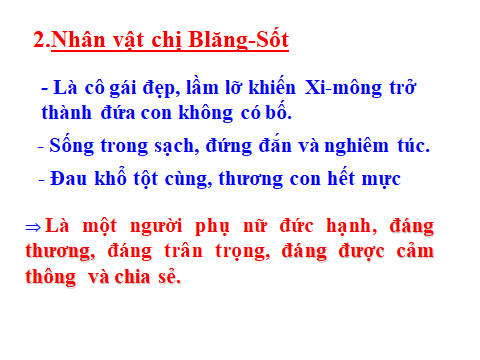 2.Nhân vật chị Blăng-Sốt
- Là cô gái đẹp, lầm lỡ khiến Xi-mông trở
thành đứa con không có bố.
- Sống trong sạch, đứng đắn và nghiêm túc.
- Đau khổ tột cùng, thương con hết mực
⇒ Là một người phụ nữ đức hạnh, đáng
thương, đáng trân trọng, đáng được cảm
thông và chia sẻ.